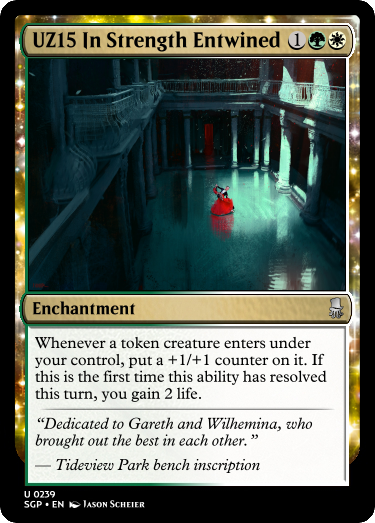 UZ15 In Strength Entwined 1
Enchantment
Whenever a token creature enters under
your control, put a +1/+1 counter on it. If
this is the first time this ability has resolved
this turn, you gain 2 life.
“Dedicated to Gareth and Wilhemina, who
brought out the best in each other.”
— Tideview Park bench inscription
U 0239
SGP • EN Jason Scheier